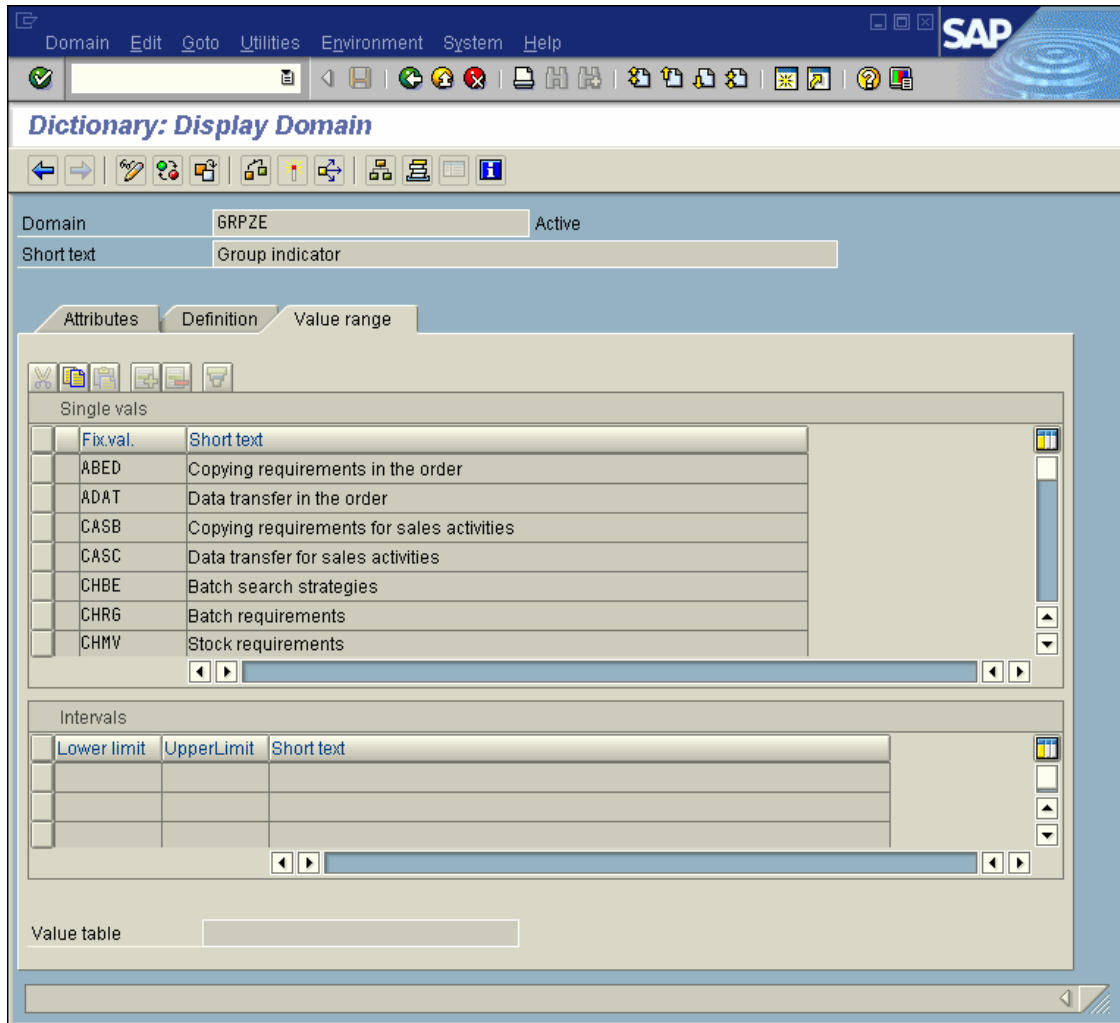 Domain Edit Goto Utilities Environment System Help
SAP
Dictionary: Display Domain
Domain GRPZE Active
Short text Group indicator
Attributes Definition Value range
Single vals
Fix.val. Short text
ABED Copying requirements in the order
ADAT Data transfer in the order
CASB Copying requirements for sales activities
CASC Data transfer for sales activities
CHBE Batch search strategies
CHRG Batch requirements
CHMV Stock requirements
Intervals
Lower limit UpperLimit Short text
Value table